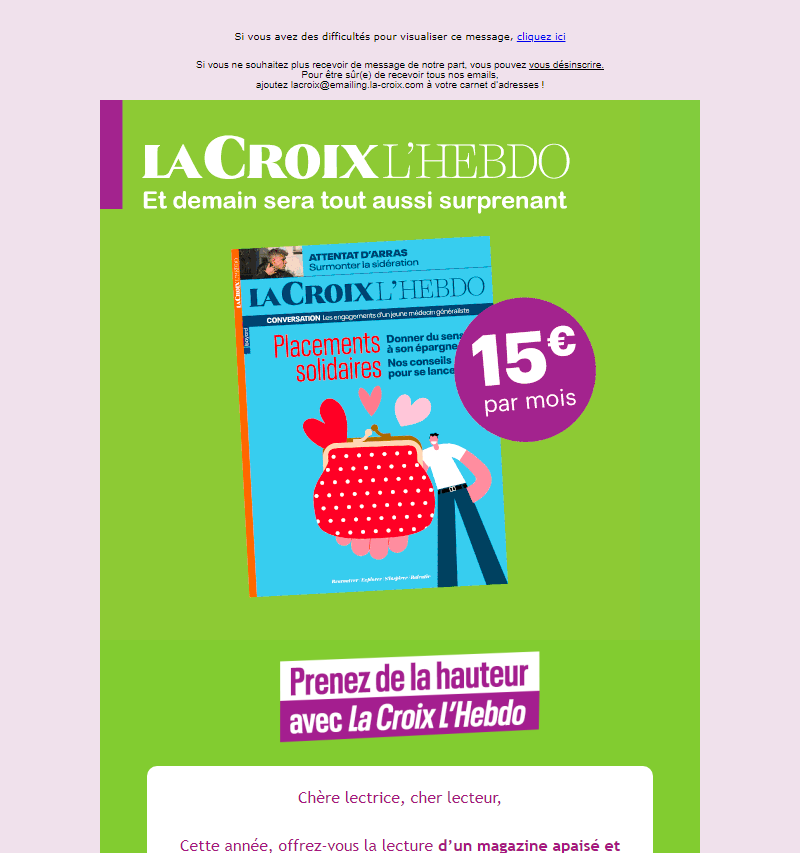 Si vous avez des difficultés pour visualiser ce message, cliquez ici
Si vous ne souhaitez plus recevoir de message de notre part, vous pouvez vous désinscrire.
Pour être sûr(e) de recevoir tous nos emails,
ajoutez lacroix@emailing.la-croix.com à votre carnet d'adresses !
LA CROIX L'HEBDO
Et demain sera tout aussi surprenant
ATTENTAT D'ARRAS
Surmonter la sidération
LA CROIX L'HEBDO
CONVERSATION Les engagements d'un jeune médecin généraliste
Placements
solidaires
Donner du sens
à son épargne
Nos conseils
pour se lance
15€
par mois
Prenez de la hauteur
avec La Croix L'Hebdo
Chère lectrice, cher lecteur,
Cette année, offrez-vous la lecture d'un magazine apaisé et